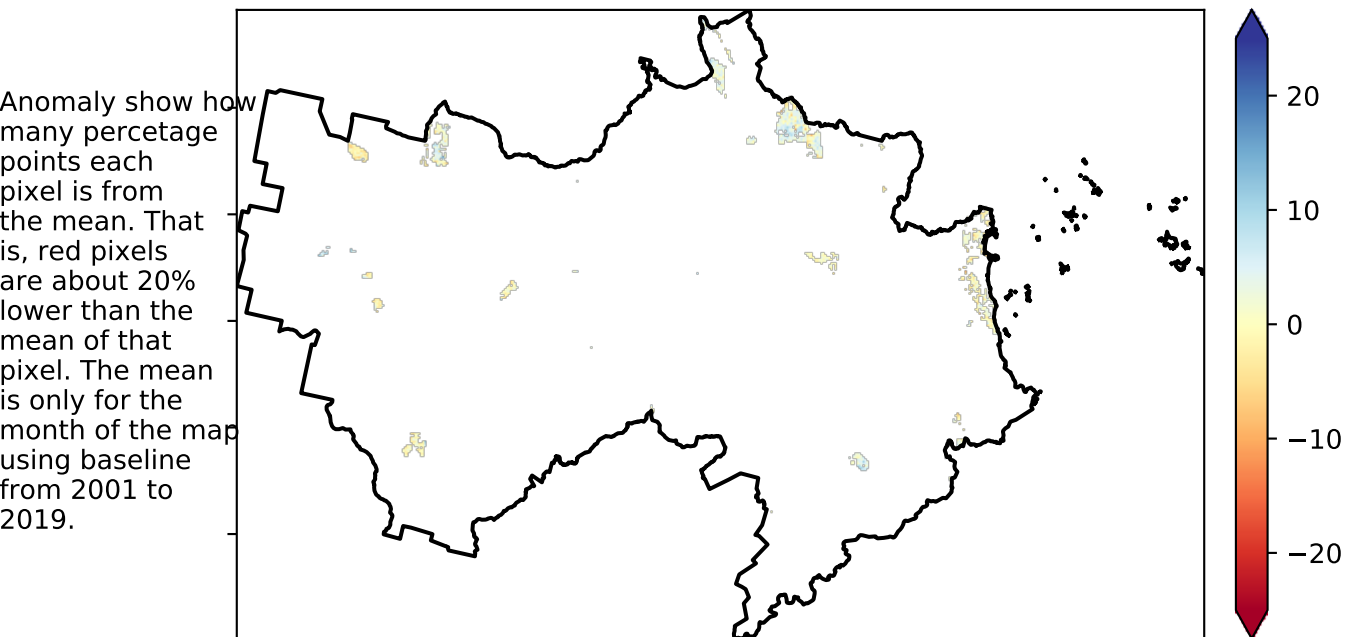 Anomaly show how
many percetage
points each
pixel is from
the mean. That
is, red pixels
are about 20%
lower than the
mean of that
pixel. The mean
is only for the
month of the map
using baseline
from 2001 to
2019.
20
10
0
−10
−20